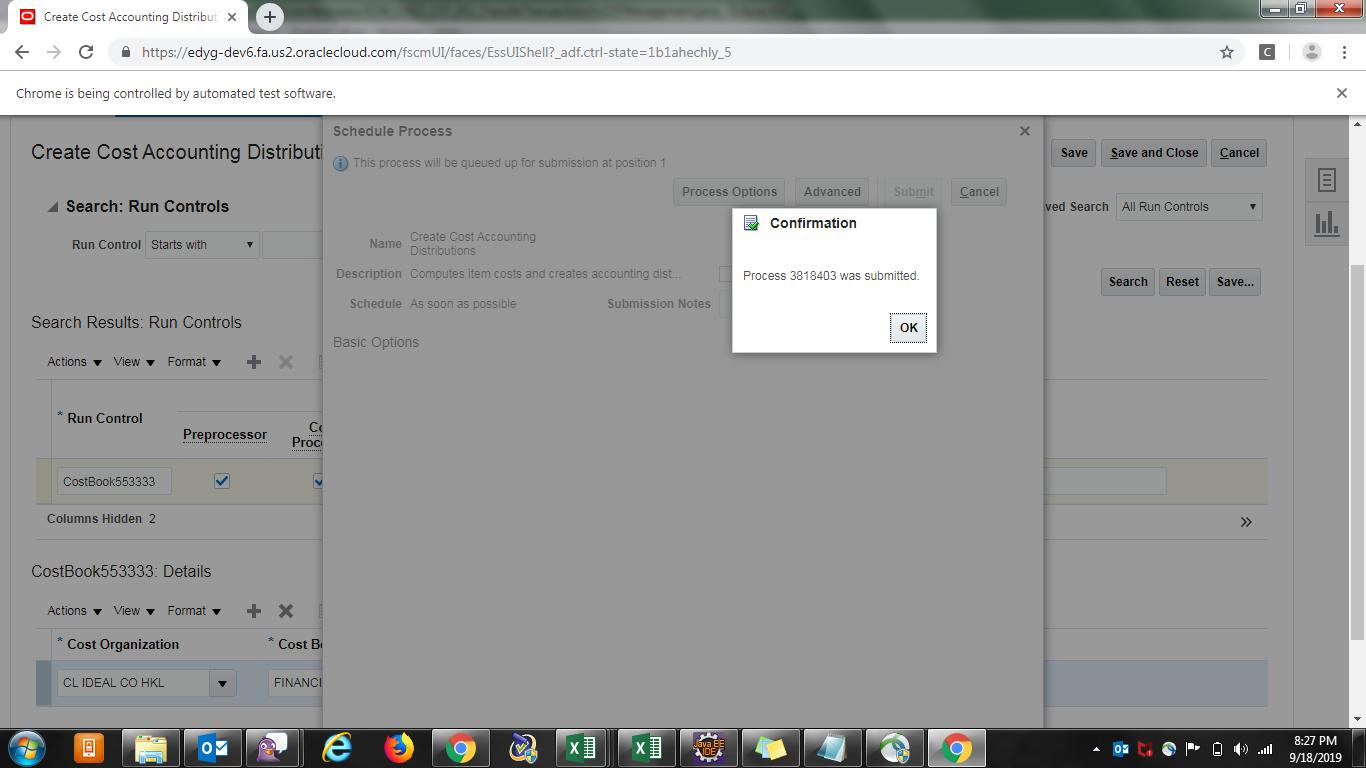 Create Cost Accounting Distribut
https://edyg-dev6.fa.us2.oraclecloud.com/fscmUI/faces/EssUIShell?_adf.ctrl-state=1b1ahechly_5
C
Chrome is being controlled by automated test software.
Schedule Process
Create Cost Accounting Distributi
Save
Save and Close
Cancel
This process will be queued up for submission at position 1
Process Options
Advanced
Submit
Cancel
Search: Run Controls
ved Search
All Run Controls
Confirmation
Run Control
Starts with
Name
Create Cost Accounting
Distributions
Description
Computes item costs and creates accounting dist...
Process 3818403 was submitted.
Search
Reset
Save...
Schedule
As soon as possible
Submission Notes
Search Results: Run Controls
OK
Basic Options
Actions
View
Format
* Run Control
Preprocessor
Co
Proc
CostBook553333
Columns Hidden 2
CostBook553333: Details
Actions
View
Format
* Cost Organization
* Cost B
CL IDEAL CO HKL
FINANCI
Java EE
IDE
8:27 PM
9/18/2019